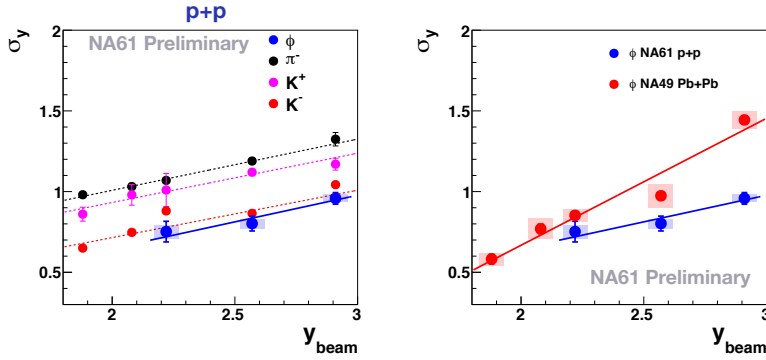 p+p
σy
NA61 Preliminary
ϕ
π-
K+
K-
2
1.5
1
0.5
2
2.5
3
ybeam
σy
ϕ NA61 p+p
ϕ NA49 Pb+Pb
NA61 Preliminary
2
1.5
1
0.5
2
2.5
3
ybeam